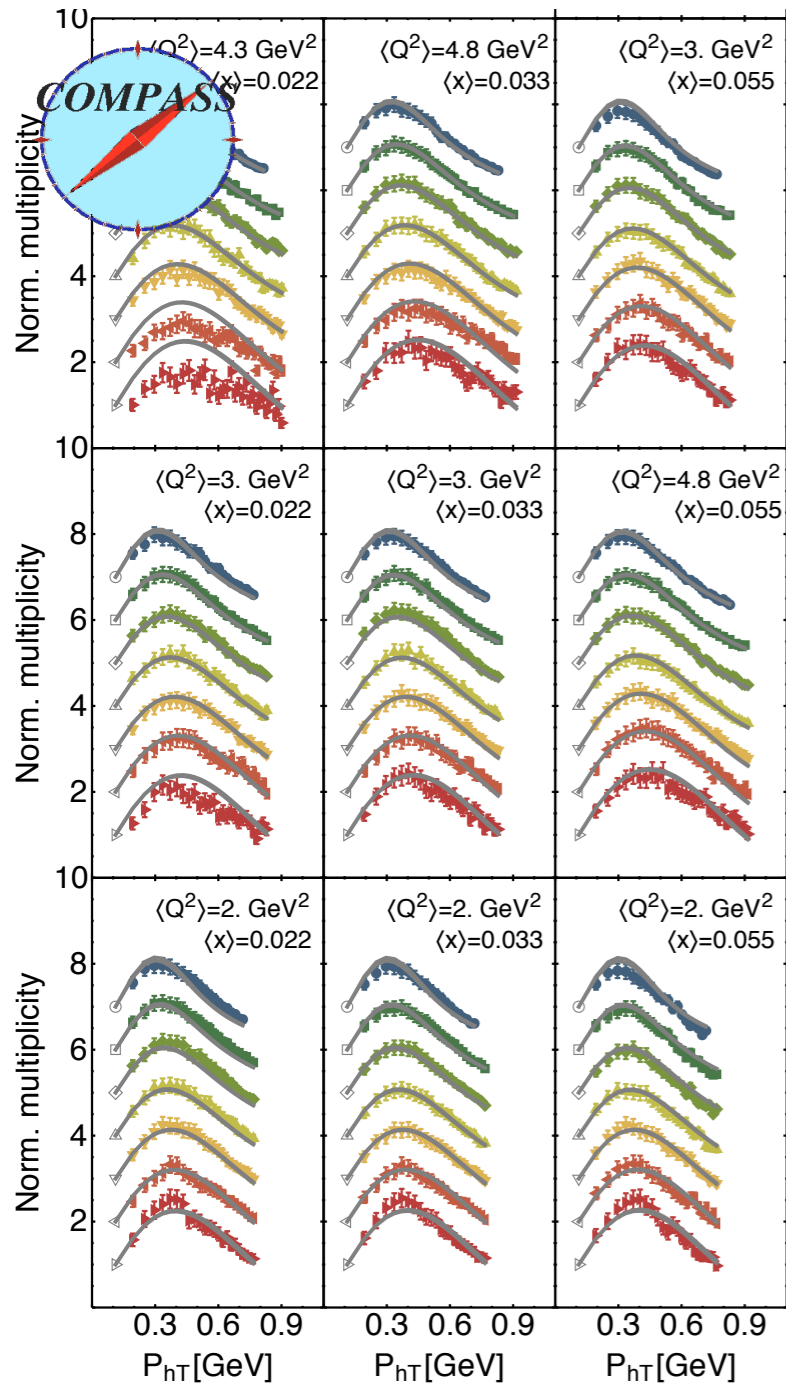 10
⟨Q²⟩=4.3 GeV²
⟨x⟩=0.022
COMPASS
⟨Q²⟩=4.8 GeV²
⟨x⟩=0.033
⟨Q²⟩=3. GeV²
⟨x⟩=0.055
Norm. multiplicity
4
2
10
⟨Q²⟩=3. GeV²
⟨x⟩=0.022
⟨Q²⟩=3. GeV²
⟨x⟩=0.033
⟨Q²⟩=4.8 GeV²
⟨x⟩=0.055
Norm. multiplicity
8
6
4
2
10
⟨Q²⟩=2. GeV²
⟨x⟩=0.022
⟨Q²⟩=2. GeV²
⟨x⟩=0.033
⟨Q²⟩=2. GeV²
⟨x⟩=0.055
Norm. multiplicity
8
6
4
2
0.3 0.6 0.9 0.3 0.6 0.9 0.3 0.6 0.9
P_hT[GeV] P_hT[GeV] P_hT[GeV]